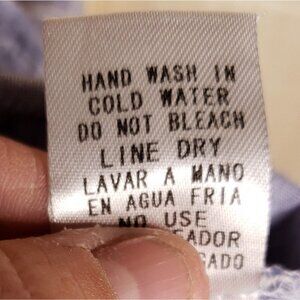 HAND WASH IN
COLD WATER
DO NOT BLEACH
LINE DRY
LAVAR A MANO
EN AGUA FRIA
NO USE